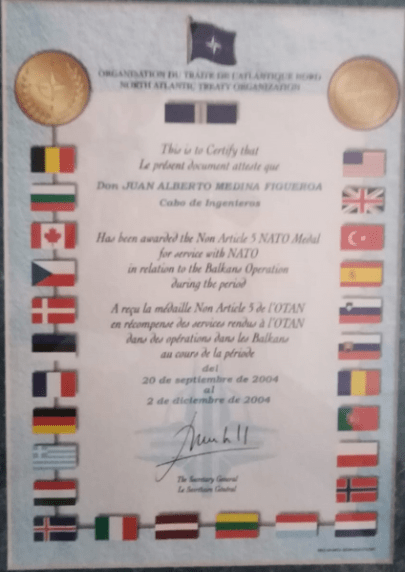 ORGANISATION DU TRAITÉ DE L'ATLANTIQUE NORD
NORTH ATLANTIC TREATY ORGANIZATION
This is to Certify that
Le présent document atteste que
Don JUAN ALBERTO MEDINA FIGUEROA
Cabo de Ingenieros
Has been awarded the Non Article 5 NATO Medal
for service with NATO
in relation to the Balkans Operation
during the period
A reçu la médaille Non Article 5 de l'OTAN
en récompense des services rendus à l'OTAN
dans des opérations dans les Balkans
au cours de la période
del
20 de septiembre de 2004
al
2 de diciembre de 2004
The Secretary General
Le Secrétaire Général